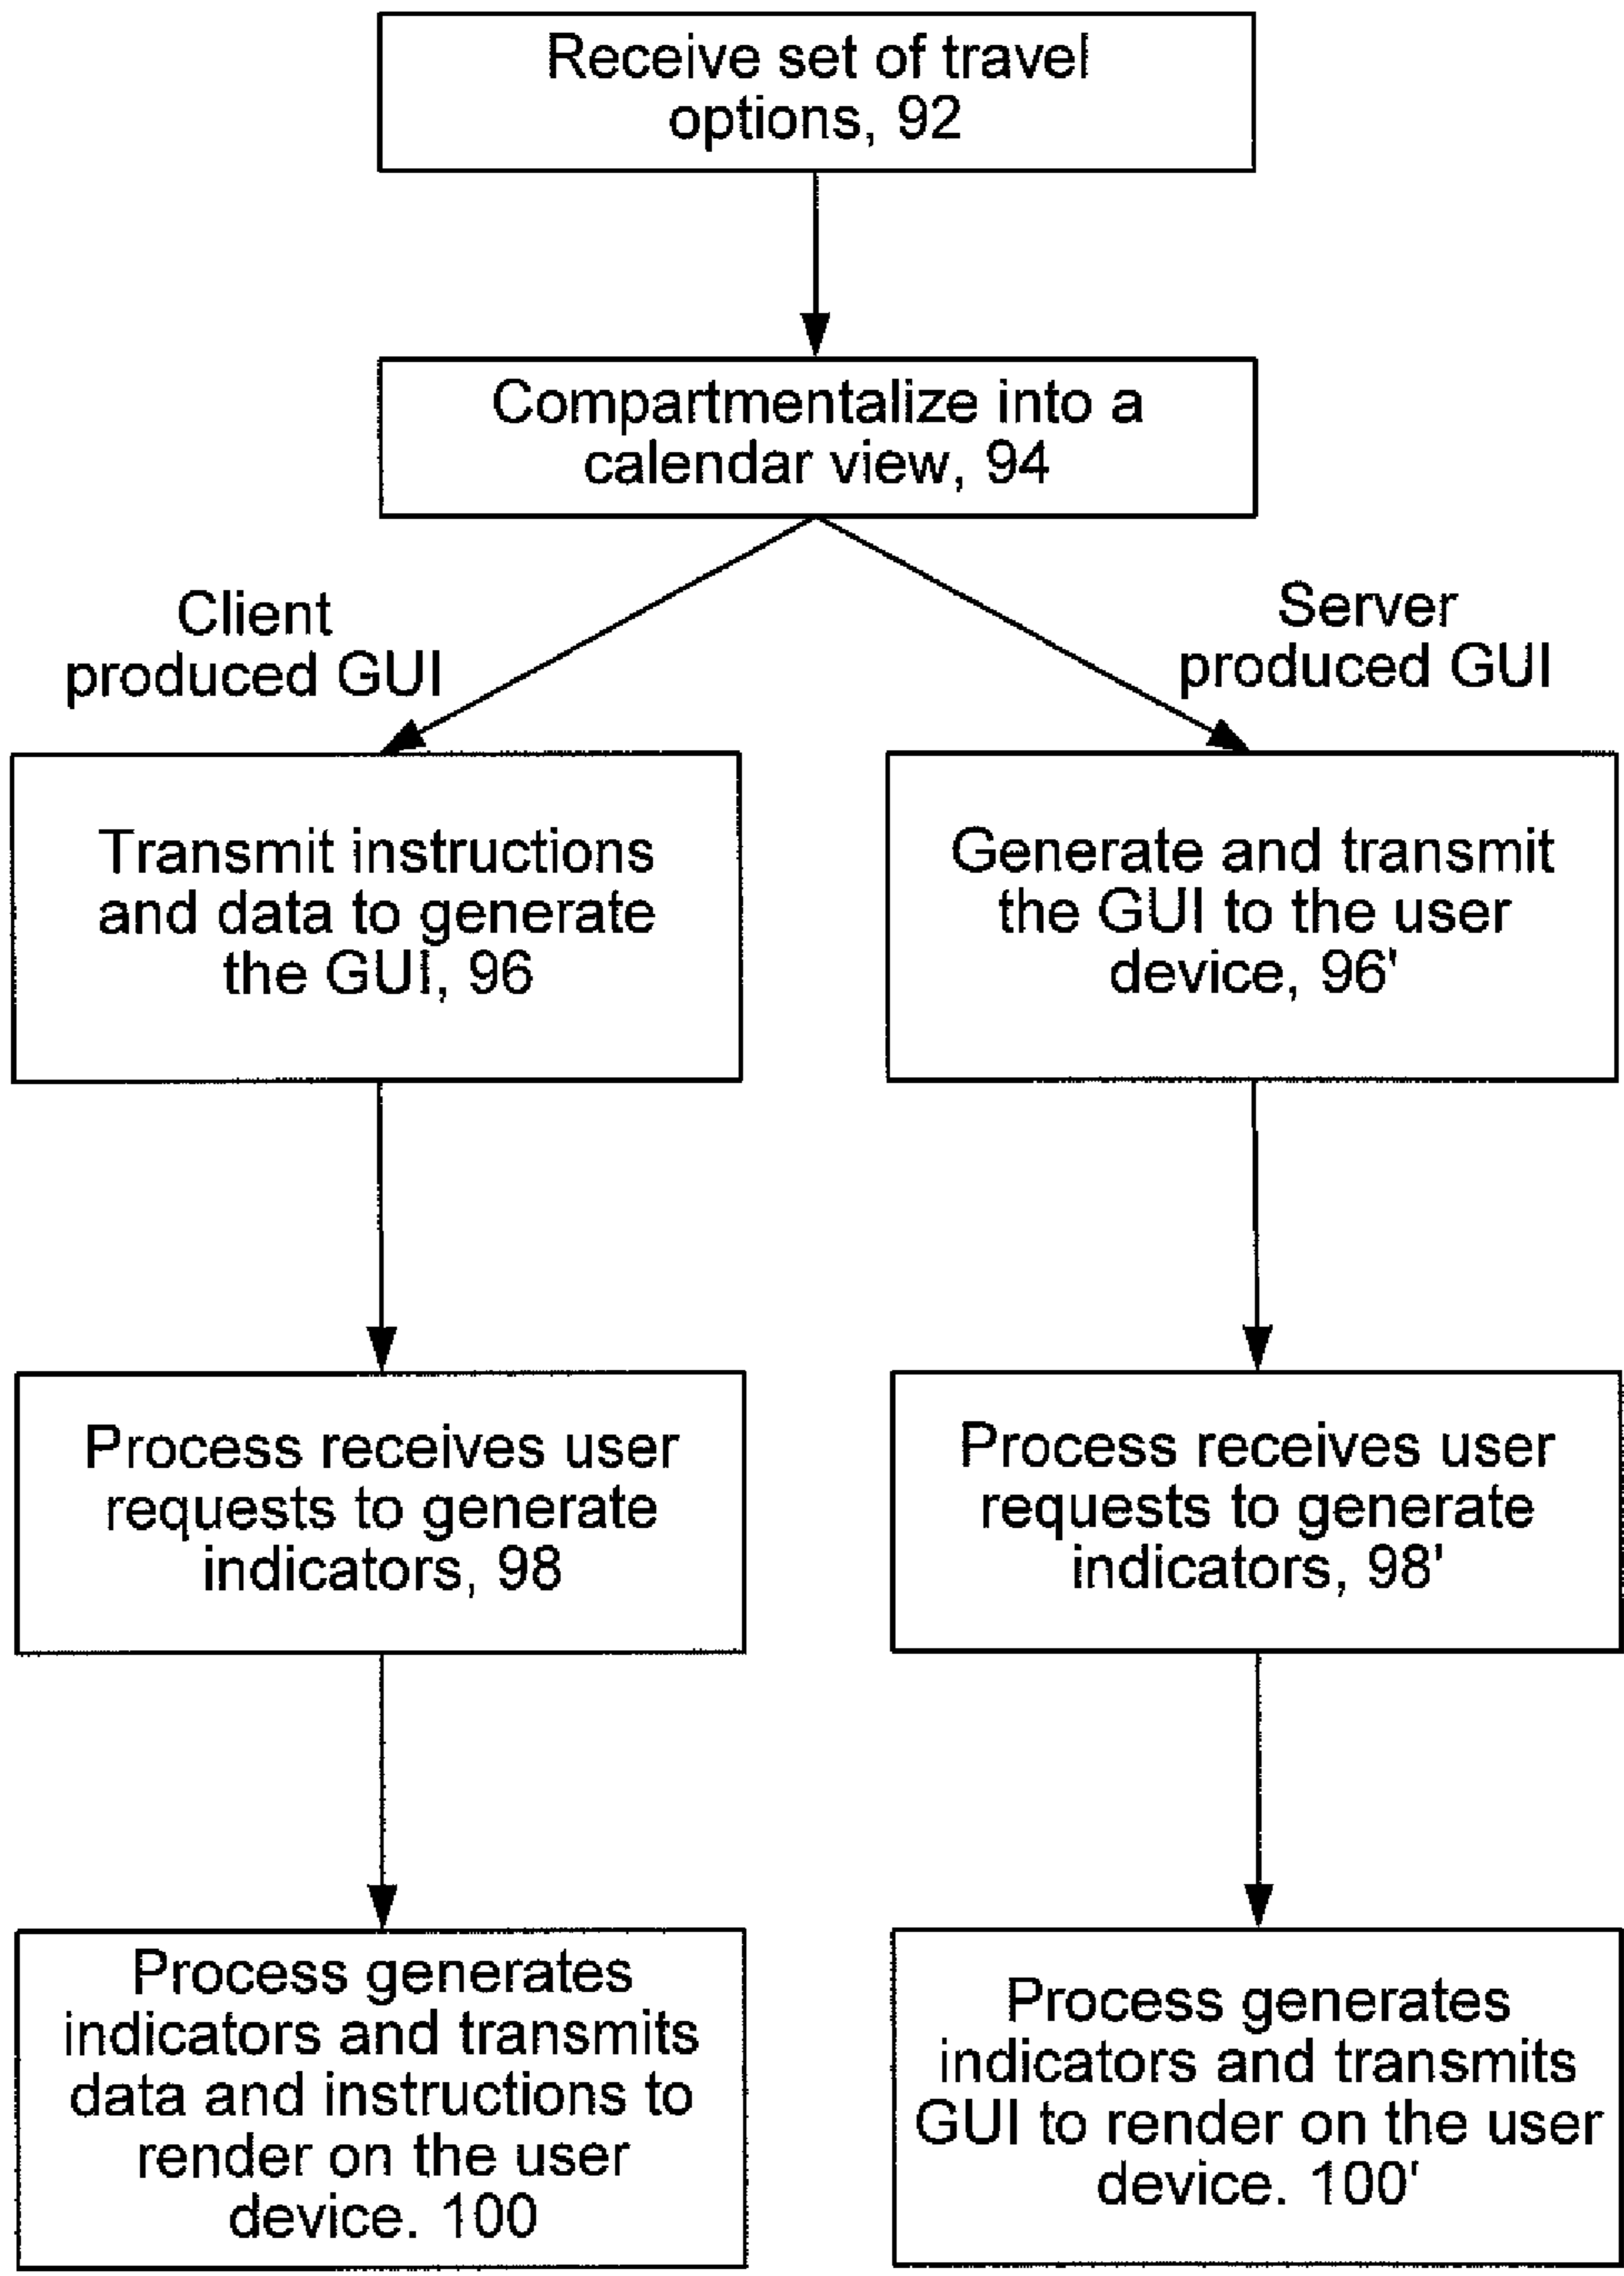 Receive set of travel
options, 92
Compartmentalize into a
calendar view, 94
Client
produced GUI
Server
produced GUI
Transmit instructions
and data to generate
the GUI, 96
Generate and transmit
the GUI to the user
device, 96'
Process receives user
requests to generate
indicators, 98
Process receives user
requests to generate
indicators, 98'
Process generates
indicators and transmits
data and instructions to
render on the user
device. 100
Process generates
indicators and transmits
GUI to render on the user
device. 100'